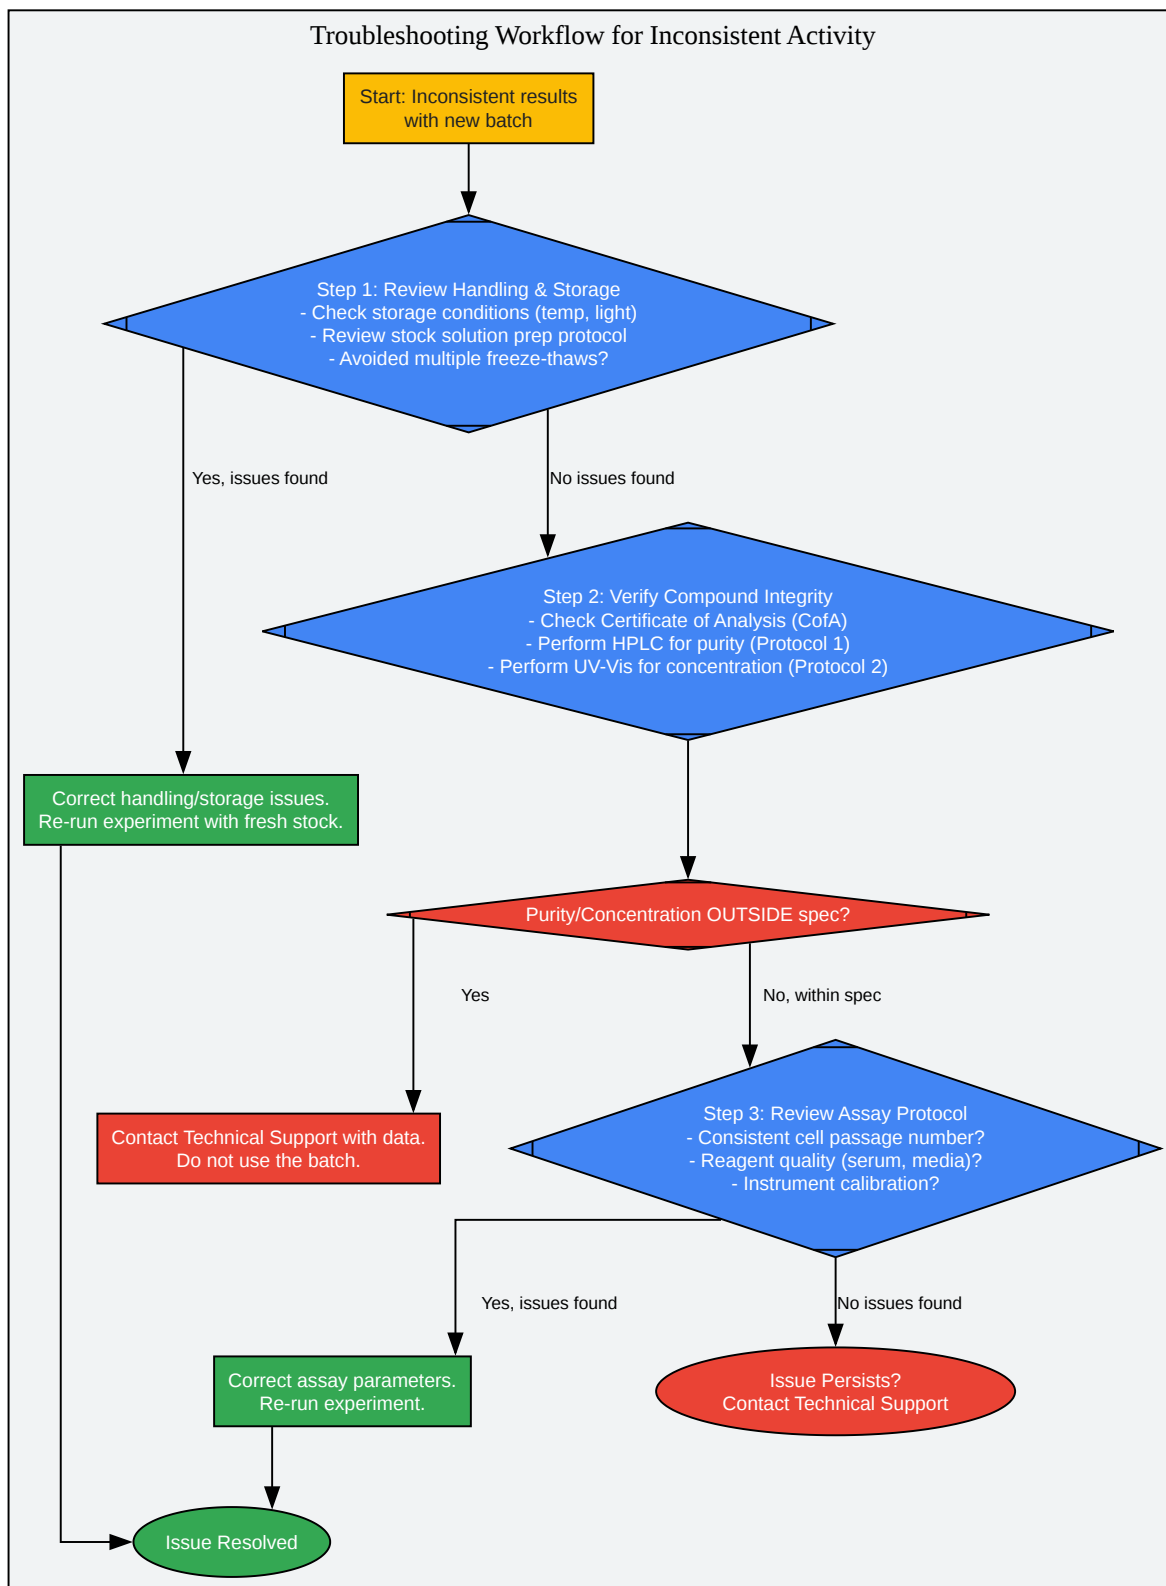 Troubleshooting Workflow for Inconsistent Activity
Start: Inconsistent results
with new batch
Step 1: Review Handling & Storage
- Check storage conditions (temp, light)
- Review stock solution prep protocol
- Avoided multiple freeze-thaws?
Yes, issues found
No issues found
Step 2: Verify Compound Integrity
- Check Certificate of Analysis (CofA)
- Perform HPLC for purity (Protocol 1)
- Perform UV-Vis for concentration (Protocol 2)
Correct handling/storage issues.
Re-run experiment with fresh stock.
Purity/Concentration OUTSIDE spec?
Yes
No, within spec
Contact Technical Support with data.
Do not use the batch.
Step 3: Review Assay Protocol
- Consistent cell passage number?
- Reagent quality (serum, media)?
- Instrument calibration?
Yes, issues found
No issues found
Correct assay parameters.
Re-run experiment.
Issue Persists?
Contact Technical Support
Issue Resolved